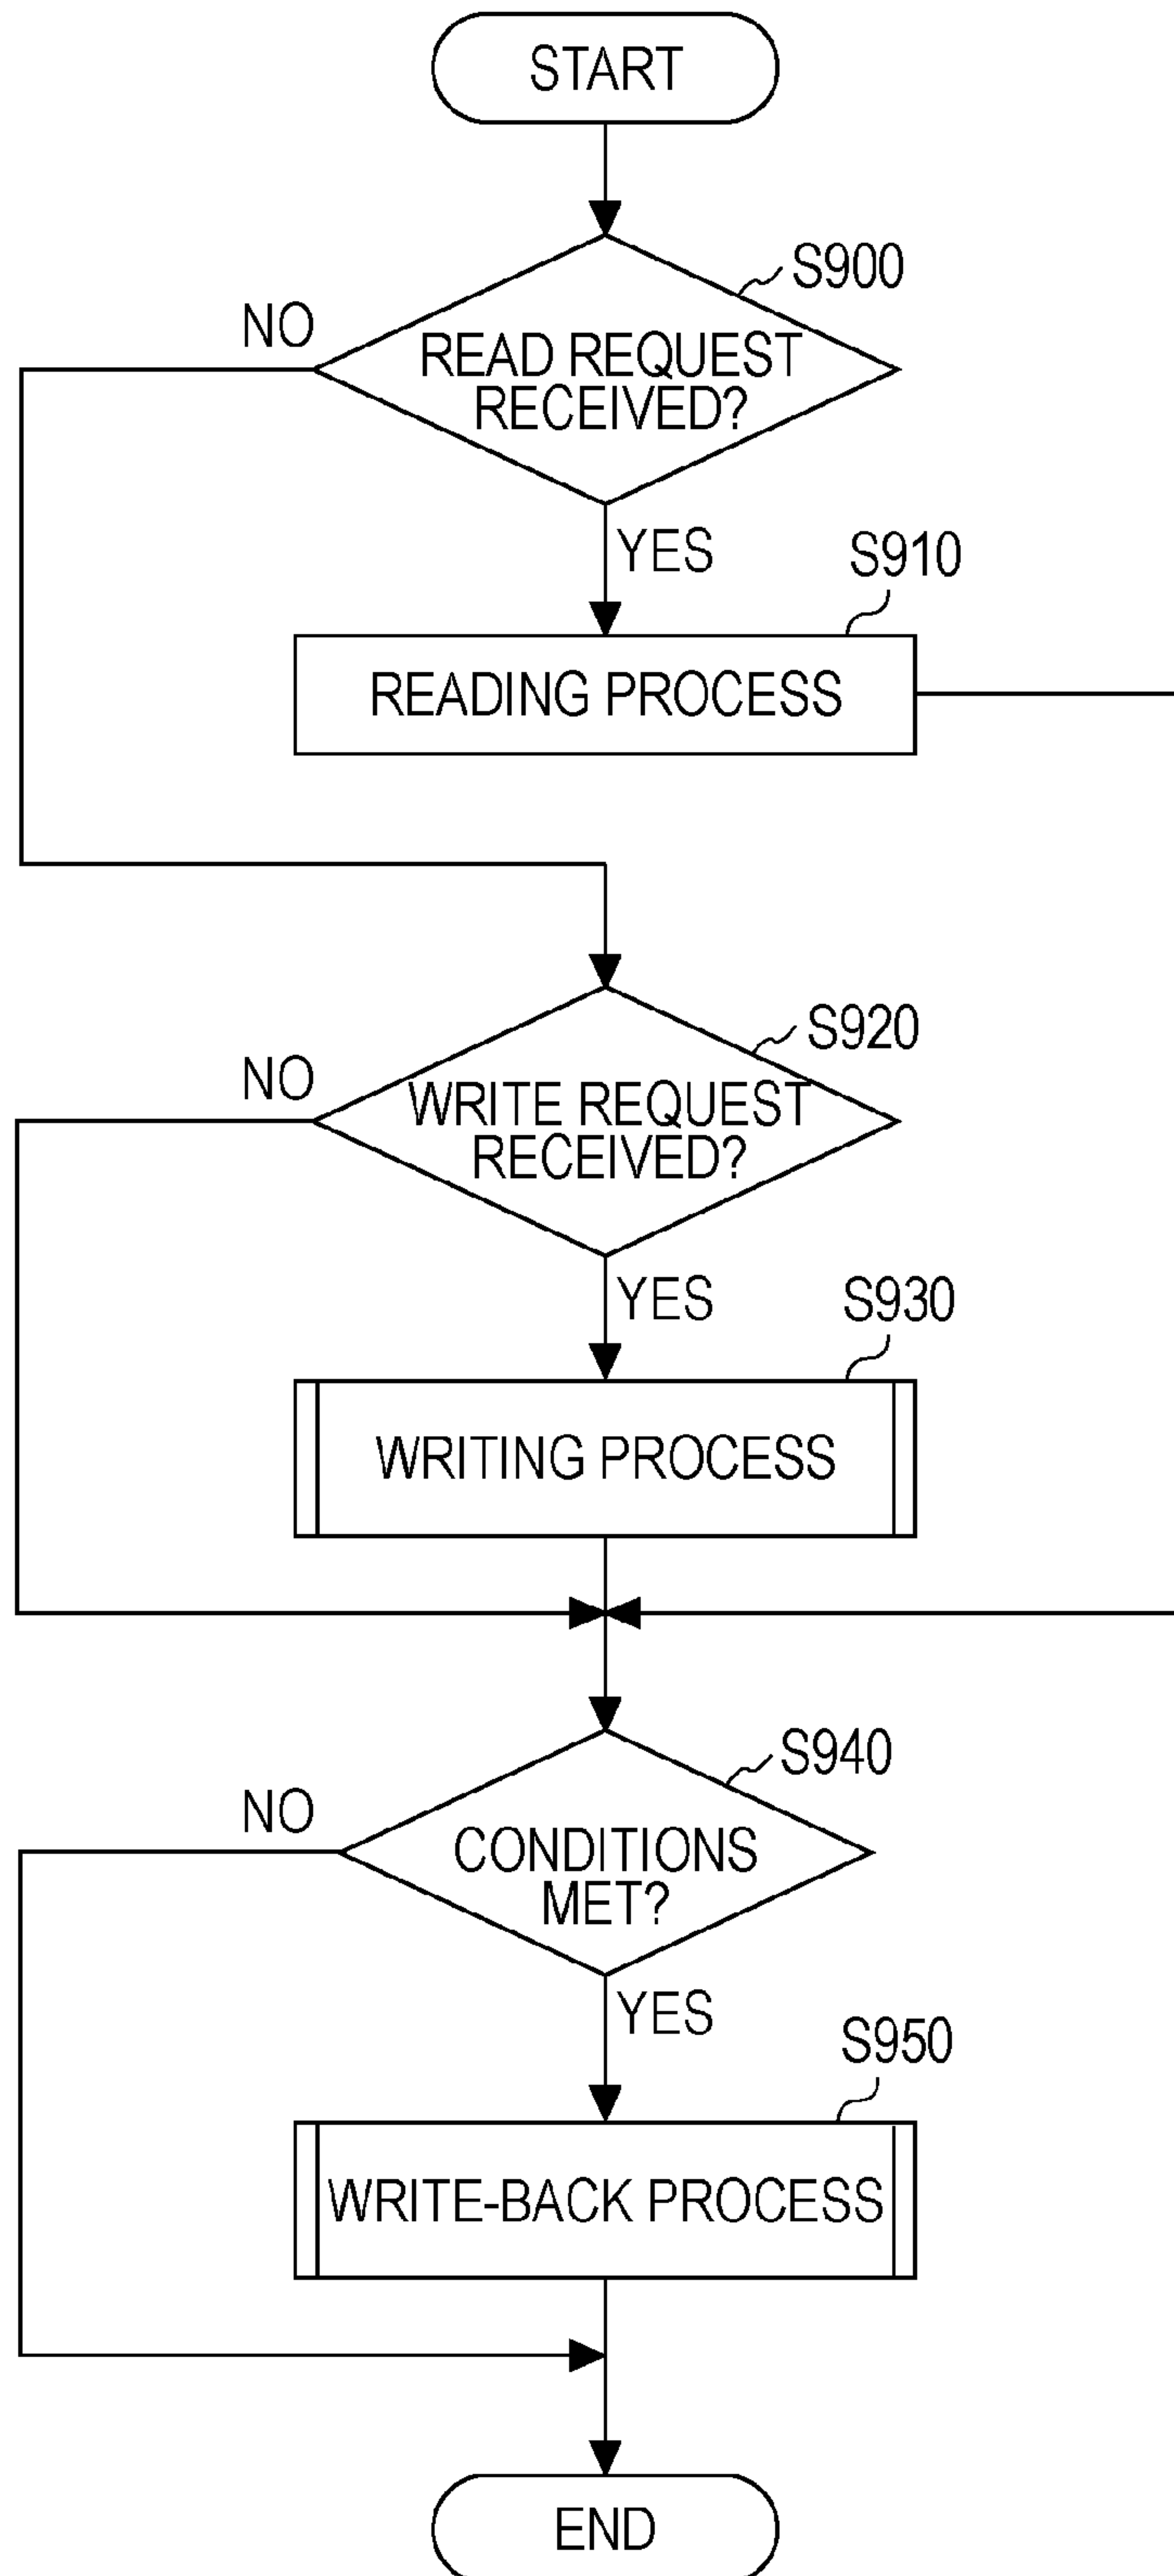 START
S900
NO
READ REQUEST
RECEIVED?
YES
S910
READING PROCESS
S920
NO
WRITE REQUEST
RECEIVED?
YES
S930
WRITING PROCESS
S940
NO
CONDITIONS
MET?
YES
S950
WRITE-BACK PROCESS
END